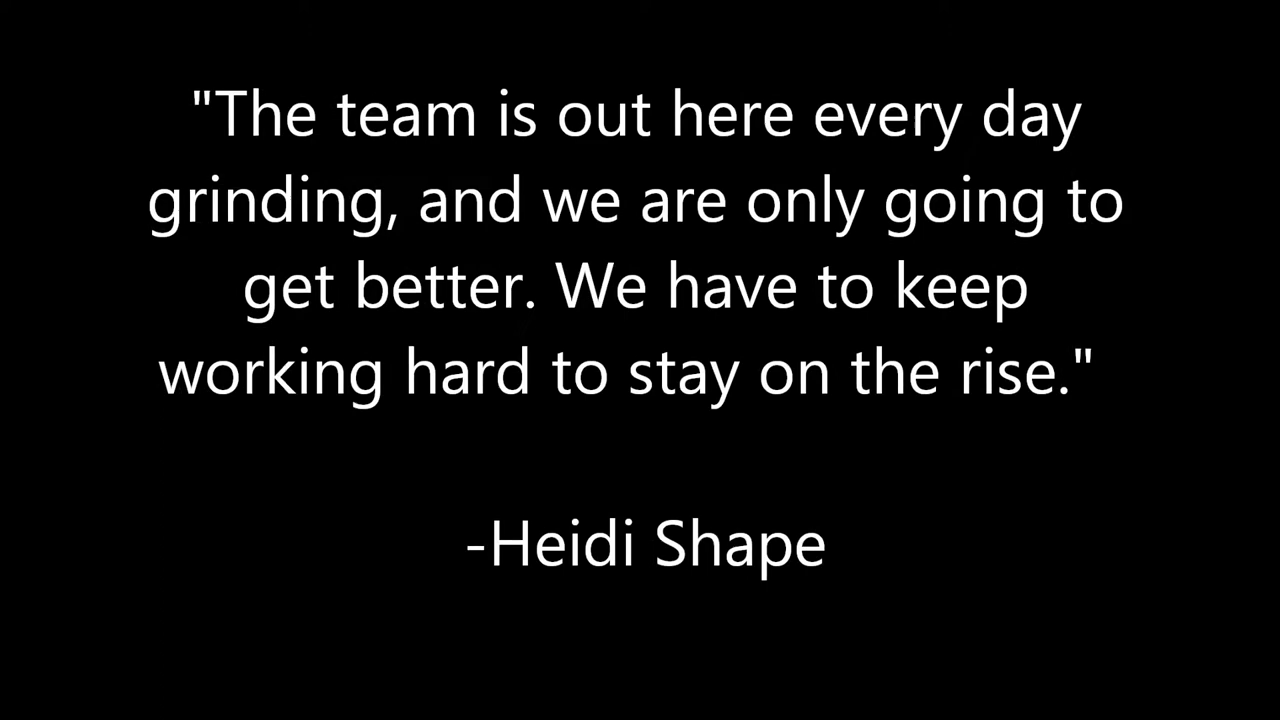 "The team is out here every day
grinding, and we are only going to
get better. We have to keep
working hard to stay on the rise."
-Heidi Shape